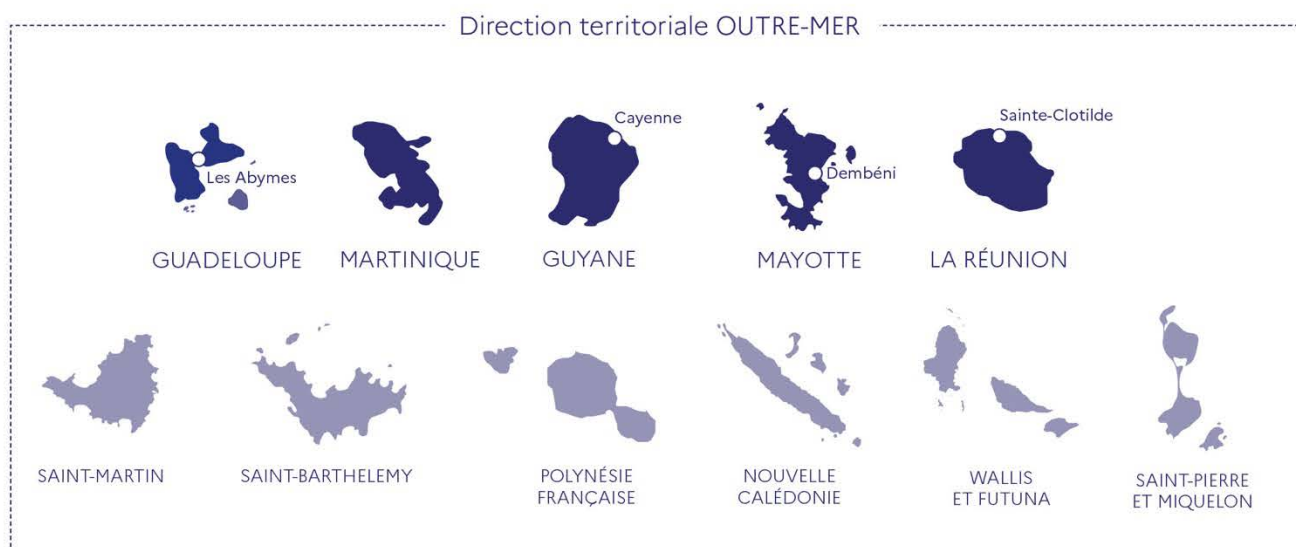 Direction territoriale OUTRE-MER
Cayenne
Sainte-Clotilde
Les Abymes
Dembéni
GUADELOUPE
MARTINIQUE
GUYANE
MAYOTTE
LA RÉUNION
SAINT-MARTIN
SAINT-BARTHELEMY
POLYNÉSIE
FRANÇAISE
NOUVELLE
CALÉDONIE
WALLIS
ET FUTUNA
SAINT-PIERRE
ET MIQUELON